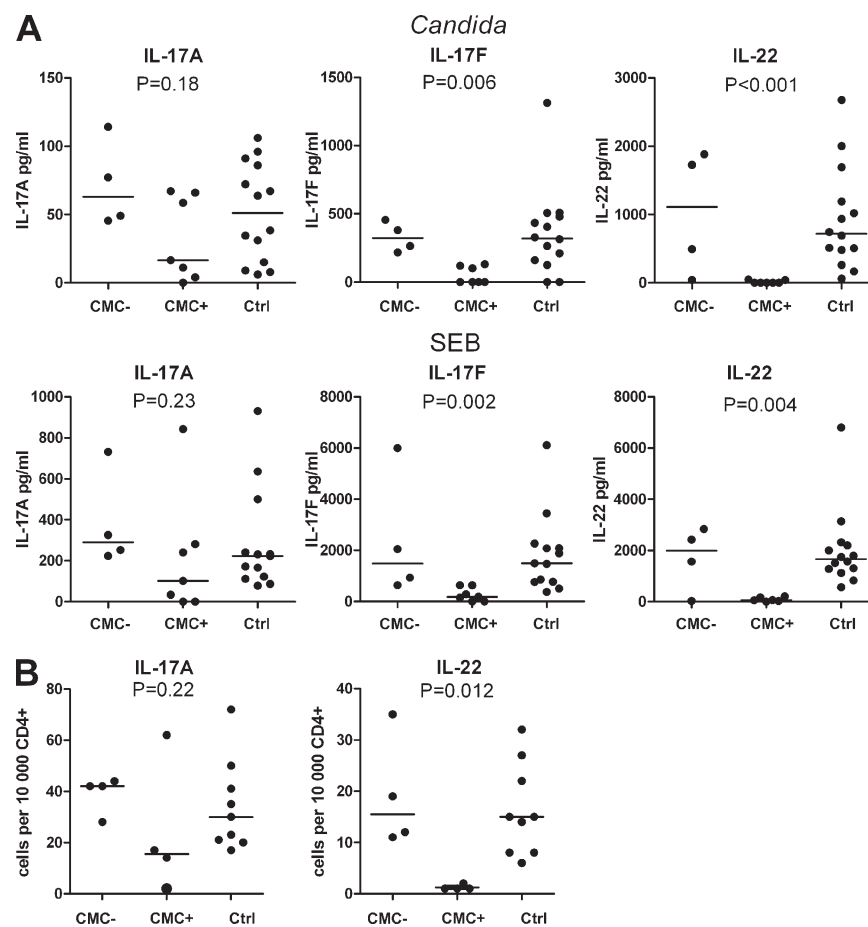 A
Candida
IL-17A
P=0.18
IL-17A pg/ml
150
100
50
0
CMC- CMC+ Ctrl
IL-17F
P=0.006
IL-17F pg/ml
1500
1000
500
0
CMC- CMC+ Ctrl
IL-22
P<0.001
IL-22 pg/ml
3000
2000
1000
0
CMC- CMC+ Ctrl
SEB
IL-17A
P=0.23
IL-17A pg/ml
1000
800
600
400
200
0
CMC- CMC+ Ctrl
IL-17F
P=0.002
IL-17F pg/ml
8000
6000
4000
2000
0
CMC- CMC+ Ctrl
IL-22
P=0.004
IL-22 pg/ml
8000
6000
4000
2000
0
CMC- CMC+ Ctrl
B
IL-17A
P=0.22
cells per 10 000 CD4+
80
60
40
20
0
CMC- CMC+ Ctrl
IL-22
P=0.012
cells per 10 000 CD4+
40
30
20
10
0
CMC- CMC+ Ctrl